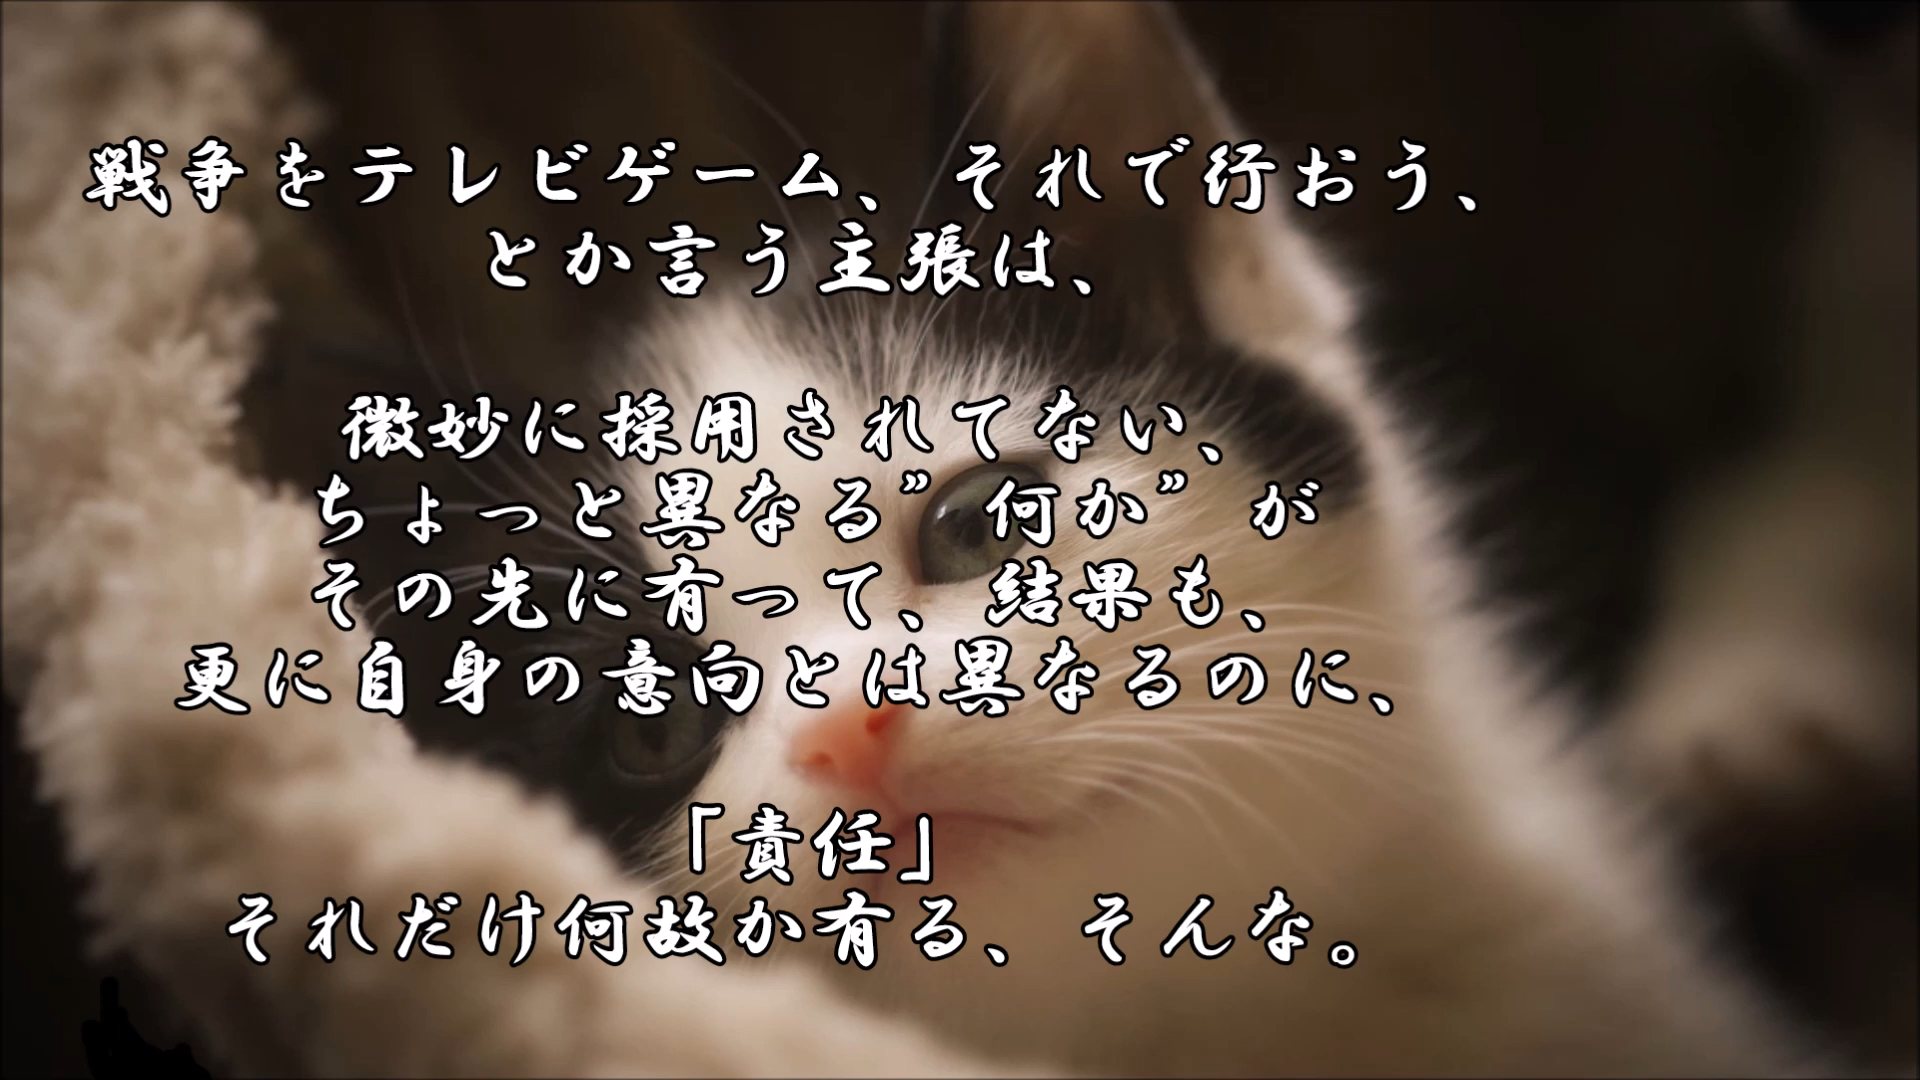 戦争をテレビゲーム、それで行おう、
とか言う主張は、
微妙に採用されてない、
ちょっと異なる”何か”が
その先に有って、結果も、
更に自身の意向とは異なるのに、
「責任」
それだけ何故か有る、そんな。